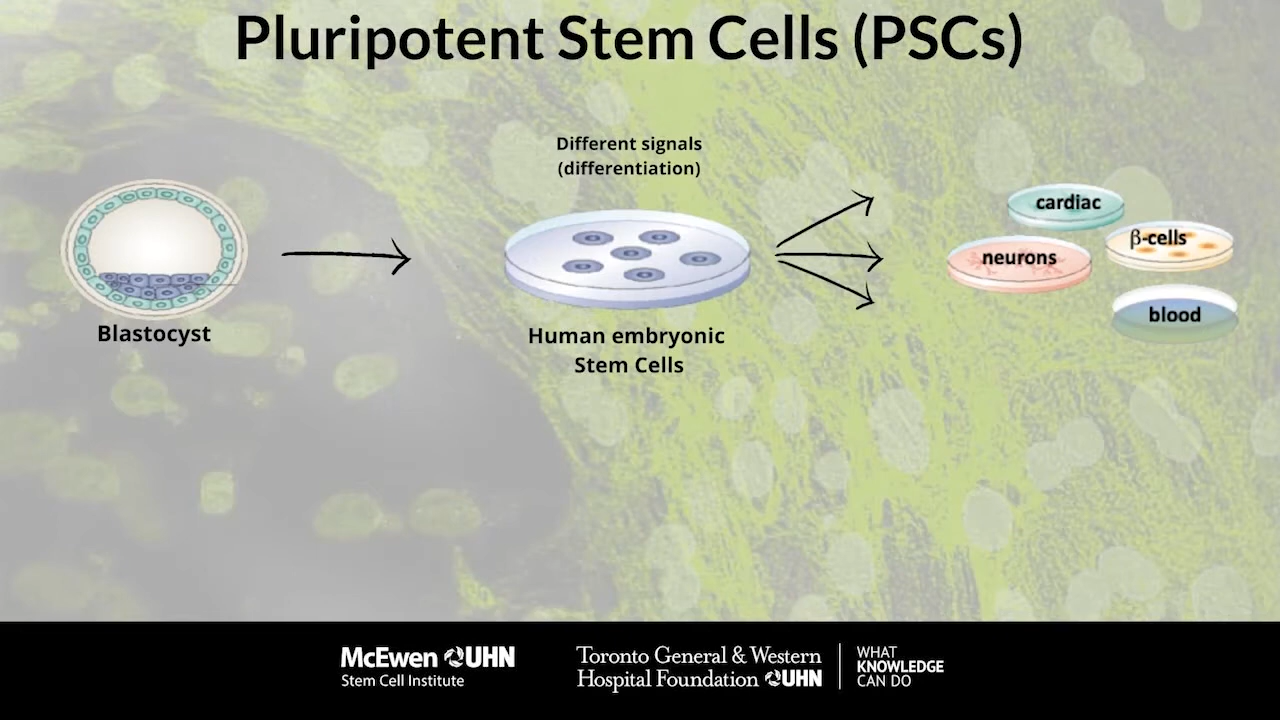 Pluripotent Stem Cells (PSCs)
Different signals
(differentiation)
Blastocyst
Human embryonic
Stem Cells
cardiac
β-cells
neurons
blood
McEwen UHN
Stem Cell Institute
Toronto General & Western
Hospital Foundation UHN
WHAT
KNOWLEDGE
CAN DO